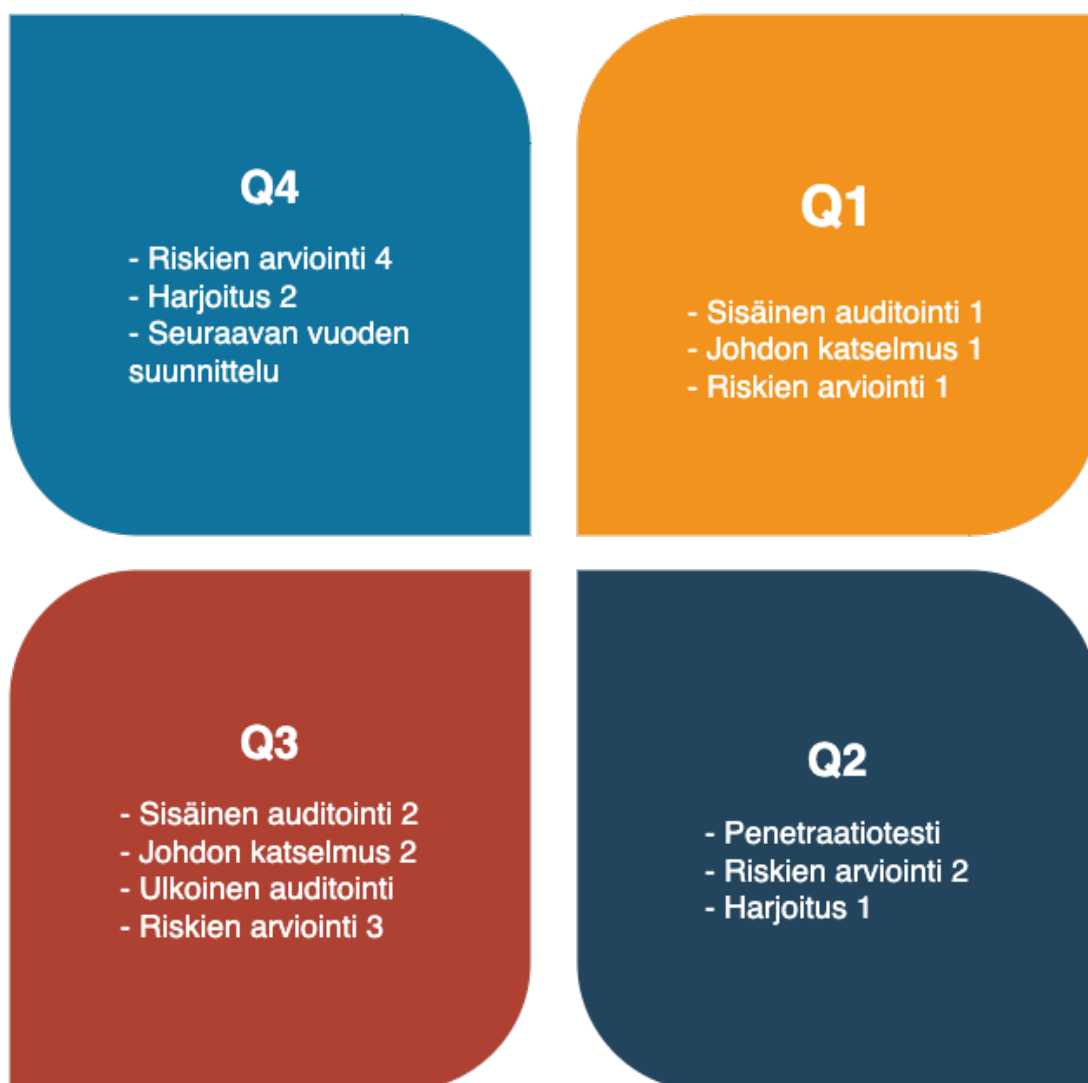 Q4
- Riskien arviointi 4
- Harjoitus 2
- Seuraavan vuoden
suunnittelu
Q1
- Sisäinen auditointi 1
- Johdon katselmus 1
- Riskien arviointi 1
Q3
- Sisäinen auditointi 2
- Johdon katselmus 2
- Ulkoinen auditointi
- Riskien arviointi 3
Q2
- Penetraatiotesti
- Riskien arviointi 2
- Harjoitus 1